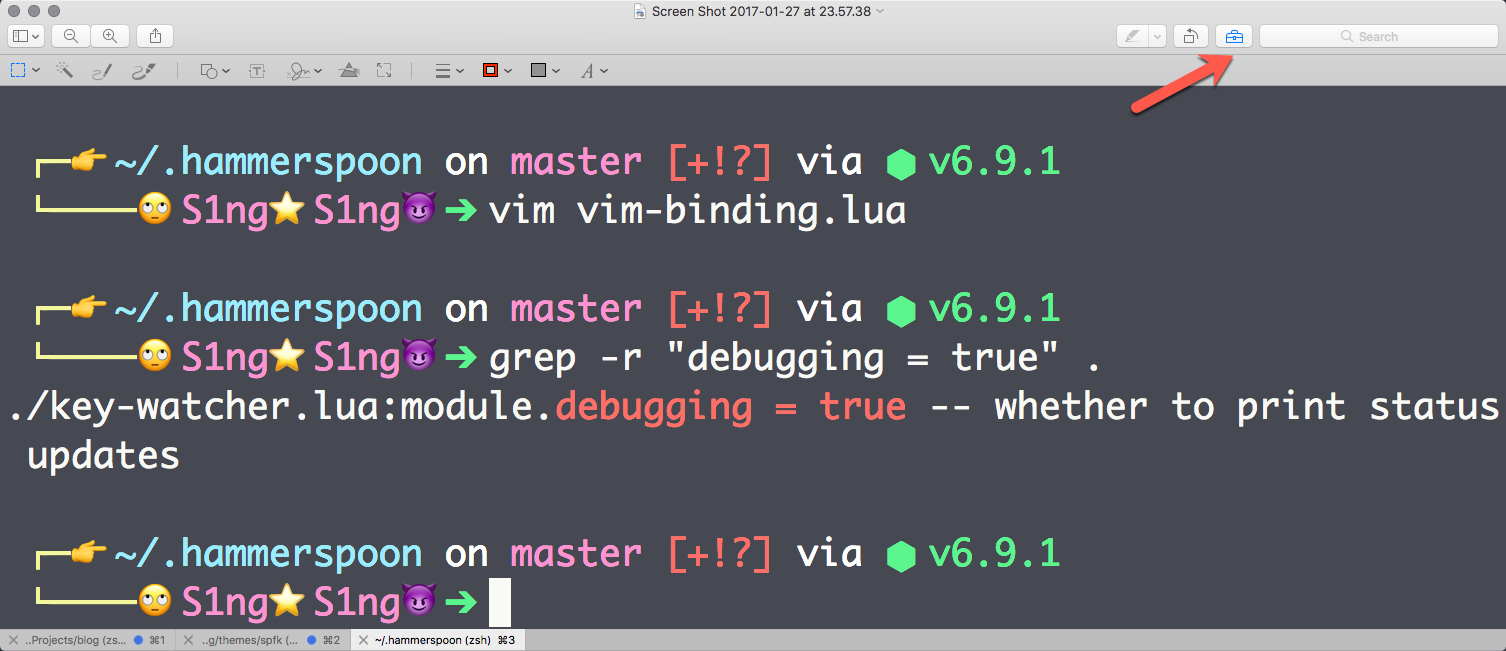 Screen Shot 2017-01-27 at 23.57.38
Search
~/.hammerspoon on master [+!?] via ⬢ v6.9.1
S1ng⭐ S1ng😈 ➔ vim vim-binding.lua
~/.hammerspoon on master [+!?] via ⬢ v6.9.1
S1ng⭐ S1ng😈 ➔ grep -r "debugging = true" .
./key-watcher.lua:module.debugging = true -- whether to print status
updates
~/.hammerspoon on master [+!?] via ⬢ v6.9.1
S1ng⭐ S1ng😈 ➔
..Projects/blog (zs... ⌘1 ..g/themes/spfk (... ⌘2 ~/.hammerspoon (zsh) ⌘3